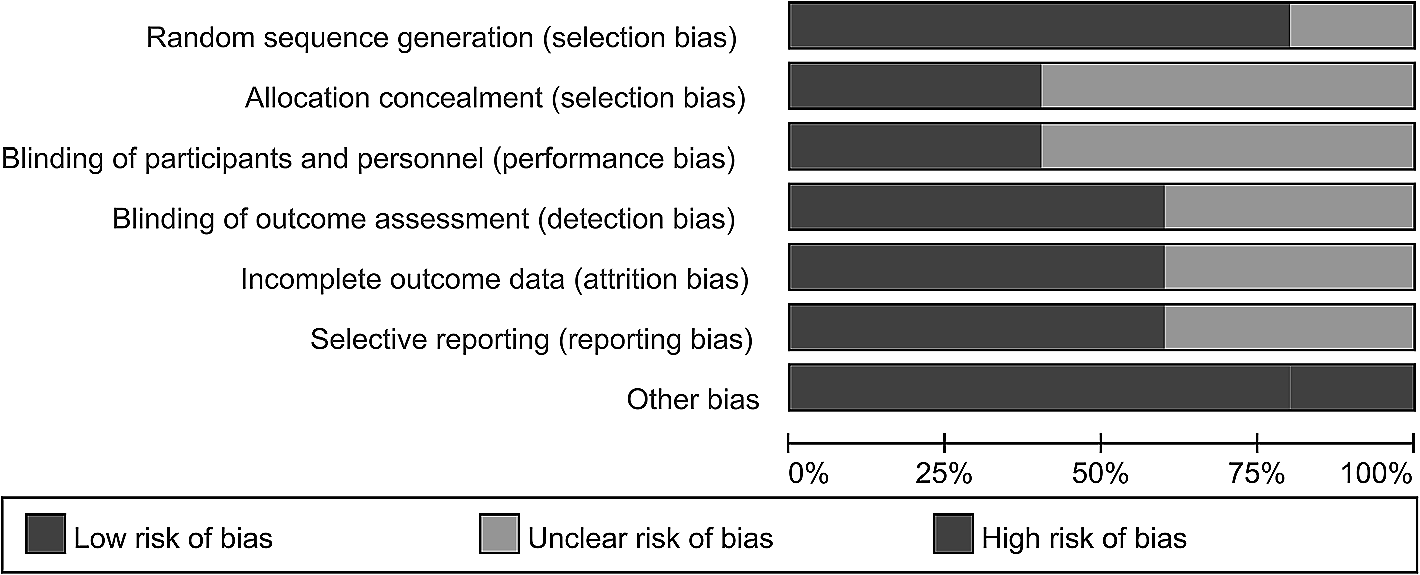 Random sequence generation (selection bias)
Allocation concealment (selection bias)
Blinding of participants and personnel (performance bias)
Blinding of outcome assessment (detection bias)
Incomplete outcome data (attrition bias)
Selective reporting (reporting bias)
Other bias
0% 25% 50% 75% 100%
Low risk of bias Unclear risk of bias High risk of bias